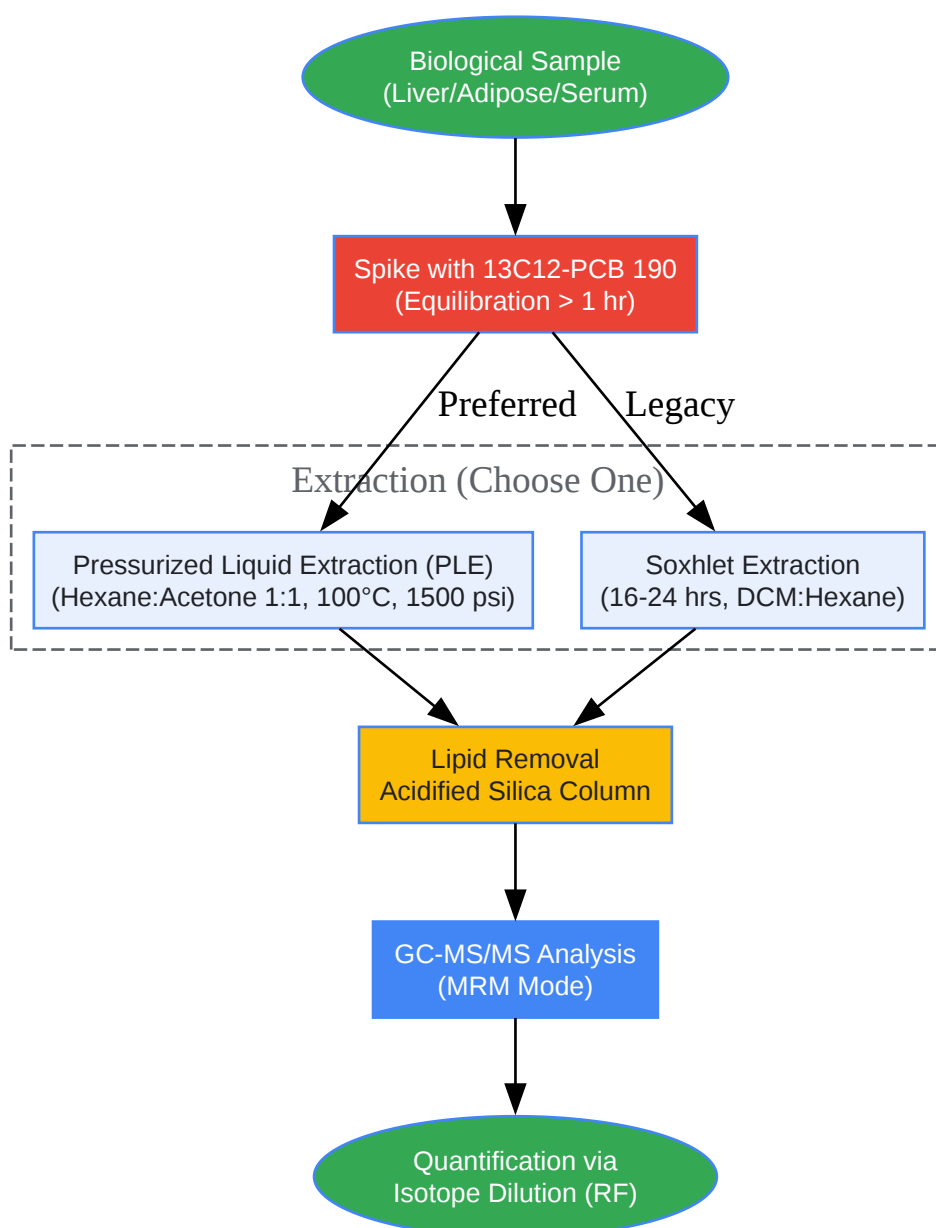 Biological Sample
(Liver/Adipose/Serum)
Spike with 13C12-PCB 190
(Equilibration > 1 hr)
Preferred
Legacy
Extraction (Choose One)
Pressurized Liquid Extraction (PLE)
(Hexane:Acetone 1:1, 100°C, 1500 psi)
Soxhlet Extraction
(16-24 hrs, DCM:Hexane)
Lipid Removal
Acidified Silica Column
GC-MS/MS Analysis
(MRM Mode)
Quantification via
Isotope Dilution (RF)